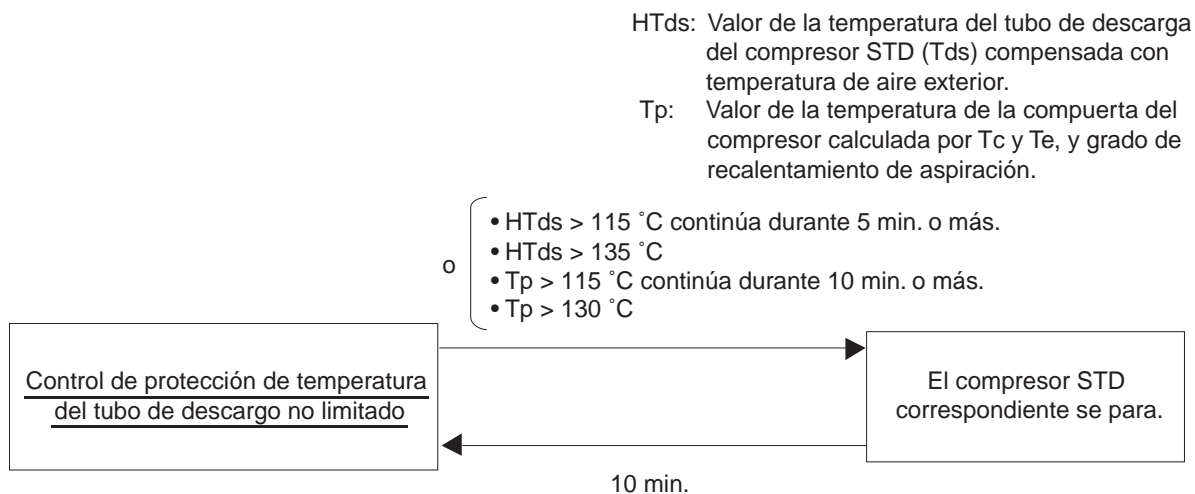 HTds: Valor de la temperatura del tubo de descarga
del compresor STD (Tds) compensada con
temperatura de aire exterior.
Tp: Valor de la temperatura de la compuerta del
compresor calculada por Tc y Te, y grado de
recalentamiento de aspiración.
o
• HTds > 115 ˚C continúa durante 5 min. o más.
• HTds > 135 ˚C
• Tp > 115 ˚C continúa durante 10 min. o más.
• Tp > 130 ˚C
Control de protección de temperatura
del tubo de descargo no limitado
El compresor STD
correspondiente se para.
10 min.